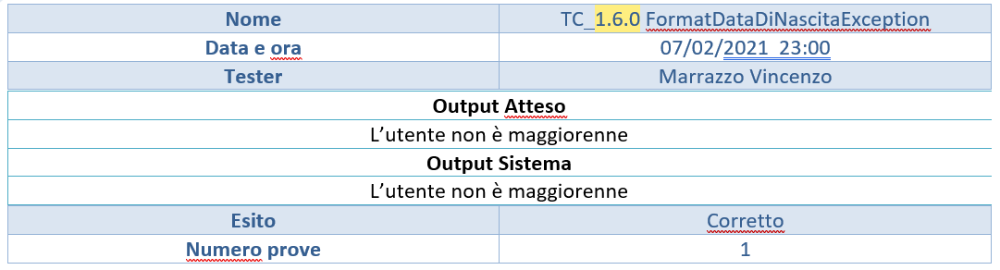 Nome TC_1.6.0 FormatDataDiNascitaException
Data e ora 07/02/2021 23:00
Tester Marrazzo Vincenzo
Output Atteso
L’utente non è maggiorenne
Output Sistema
L’utente non è maggiorenne
Esito Corretto
Numero prove 1